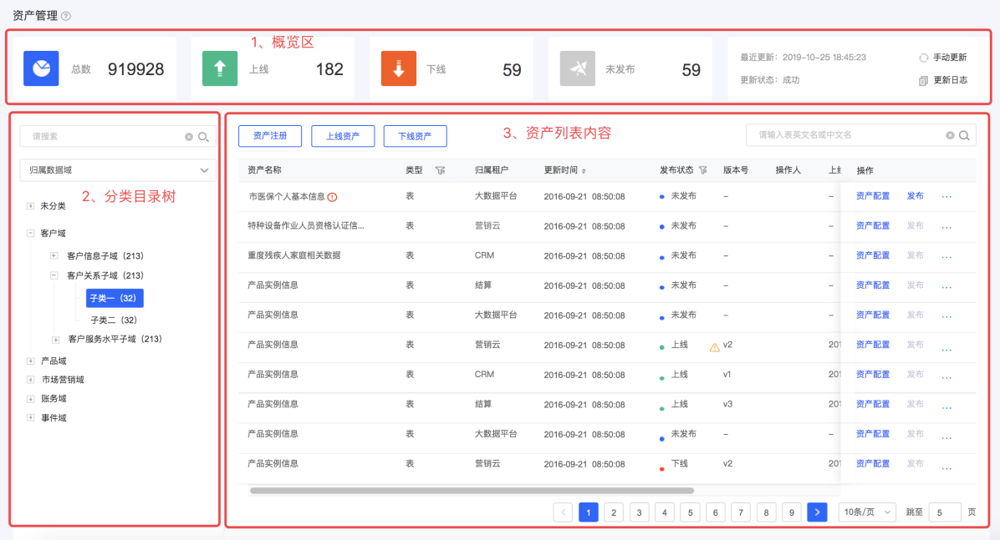 资产管理
1、概览区
总数 919928
上线 182
下线 59
未发布 59
最近更新：2019-10-25 18:45:23 手动更新
更新状态：成功 更新日志
请搜索
归属数据域
2、分类目录树
未分类
客户域
客户信息子域（213）
客户关系子域（213）
子类一（32）
子类二（32）
客户服务水平子域（213）
产品域
市场营销域
账务域
事件域
资产注册 上线资产 下线资产
3、资产列表内容
请输入表英文名或中文名
资产名称 类型 归属租户 更新时间 发布状态 版本号 操作人 上线 操作
市医保个人基本信息 表 大数据平台 2016-09-21 08:50:08 未发布 – – 资产配置 发布 ...
特种设备作业人员资格认证信... 表 营销云 2016-09-21 08:50:08 未发布 – – 资产配置 发布 ...
重度残疾人家庭相关数据 表 CRM 2016-09-21 08:50:08 未发布 – – 资产配置 发布 ...
产品实例信息 表 结算 2016-09-21 08:50:08 未发布 – – 资产配置 发布 ...
产品实例信息 表 大数据平台 2016-09-21 08:50:08 未发布 – – 资产配置 发布 ...
产品实例信息 表 营销云 2016-09-21 08:50:08 上线 v2 201 资产配置 发布 ...
产品实例信息 表 CRM 2016-09-21 08:50:08 上线 v1 201 资产配置 发布 ...
产品实例信息 表 结算 2016-09-21 08:50:08 上线 v3 201 资产配置 发布 ...
产品实例信息 表 大数据平台 2016-09-21 08:50:08 未发布 – – 资产配置 发布 ...
产品实例信息 表 营销云 2016-09-21 08:50:08 下线 v2 201 资产配置 发布 ...
1 2 3 4 5 6 7 8 9 10条/页 跳至 5 页